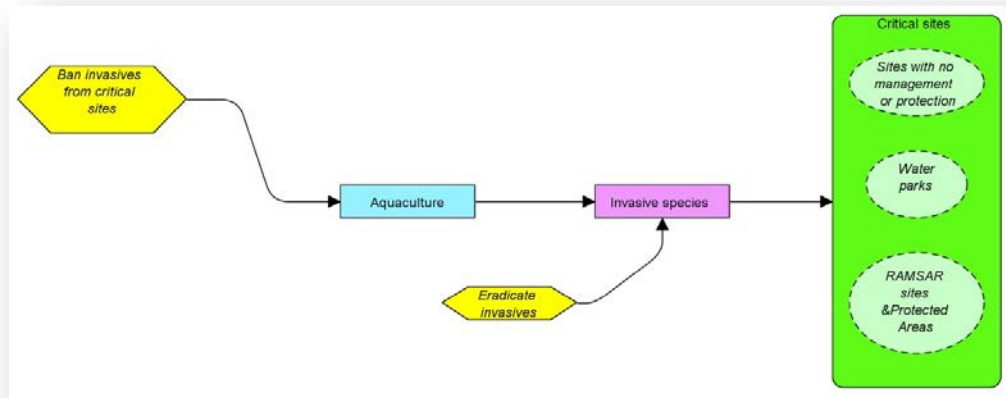 Ban invasives
from critical
sites
Aquaculture
Invasive species
Eradicate
invasives
Critical sites
Sites with no
management
or protection
Water
parks
RAMSAR
sites
&Protected
Areas